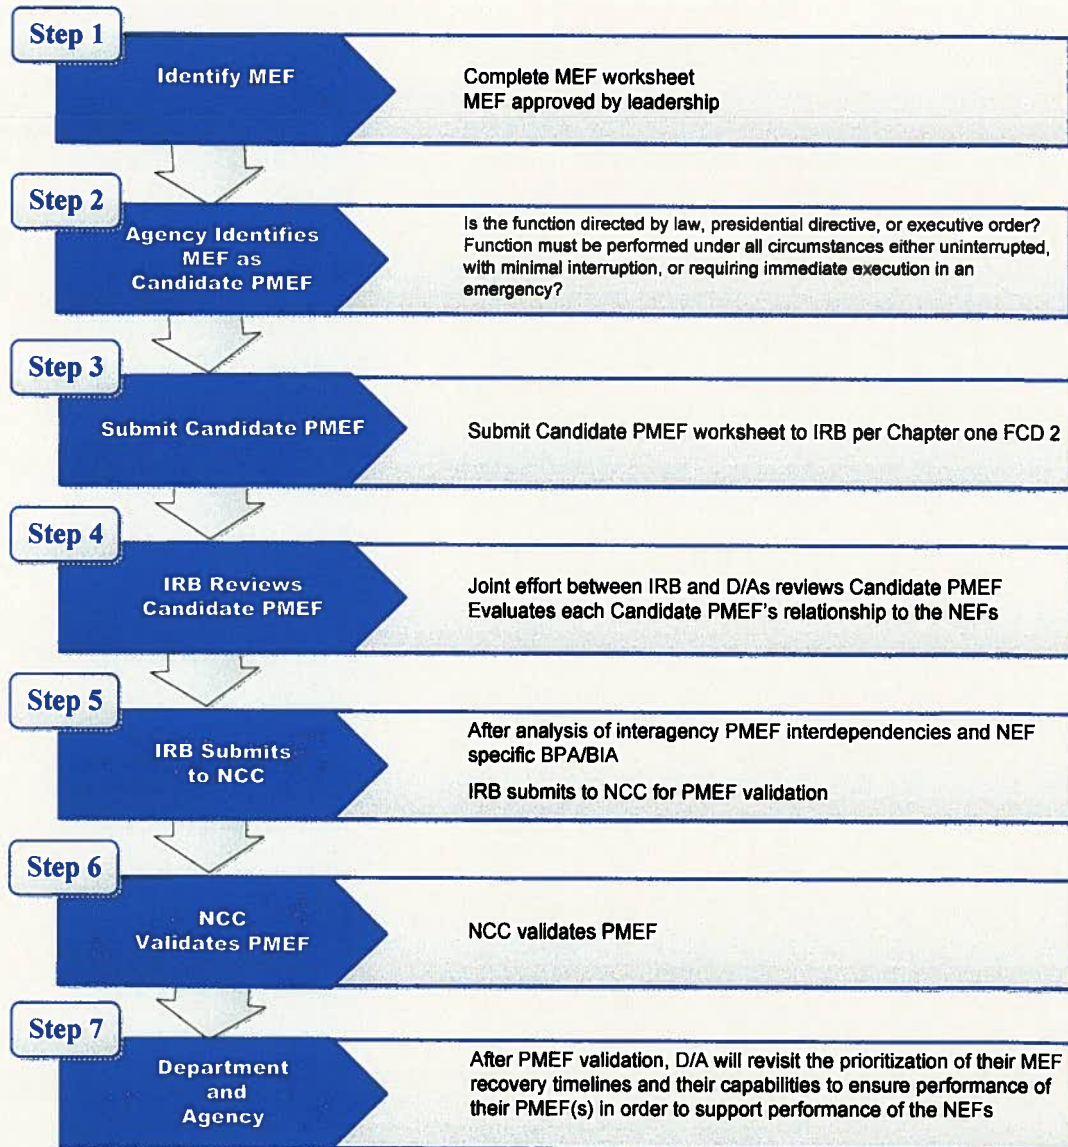 Step 1
Identify MEF
Complete MEF worksheet
MEF approved by leadership
Step 2
Agency Identifies
MEF as
Candidate PMEF
Is the function directed by law, presidential directive, or executive order?
Function must be performed under all circumstances either uninterrupted,
with minimal interruption, or requiring immediate execution in an
emergency?
Step 3
Submit Candidate PMEF
Submit Candidate PMEF worksheet to IRB per Chapter one FCD 2
Step 4
IRB Reviews
Candidate PMEF
Joint effort between IRB and D/As reviews Candidate PMEF
Evaluates each Candidate PMEF's relationship to the NEFs
Step 5
IRB Submits
to NCC
After analysis of interagency PMEF interdependencies and NEF
specific BPA/BIA
IRB submits to NCC for PMEF validation
Step 6
NCC
Validates PMEF
NCC validates PMEF
Step 7
Department
and
Agency
After PMEF validation, D/A will revisit the prioritization of their MEF
recovery timelines and their capabilities to ensure performance of
their PMEF(s) in order to support performance of the NEFs